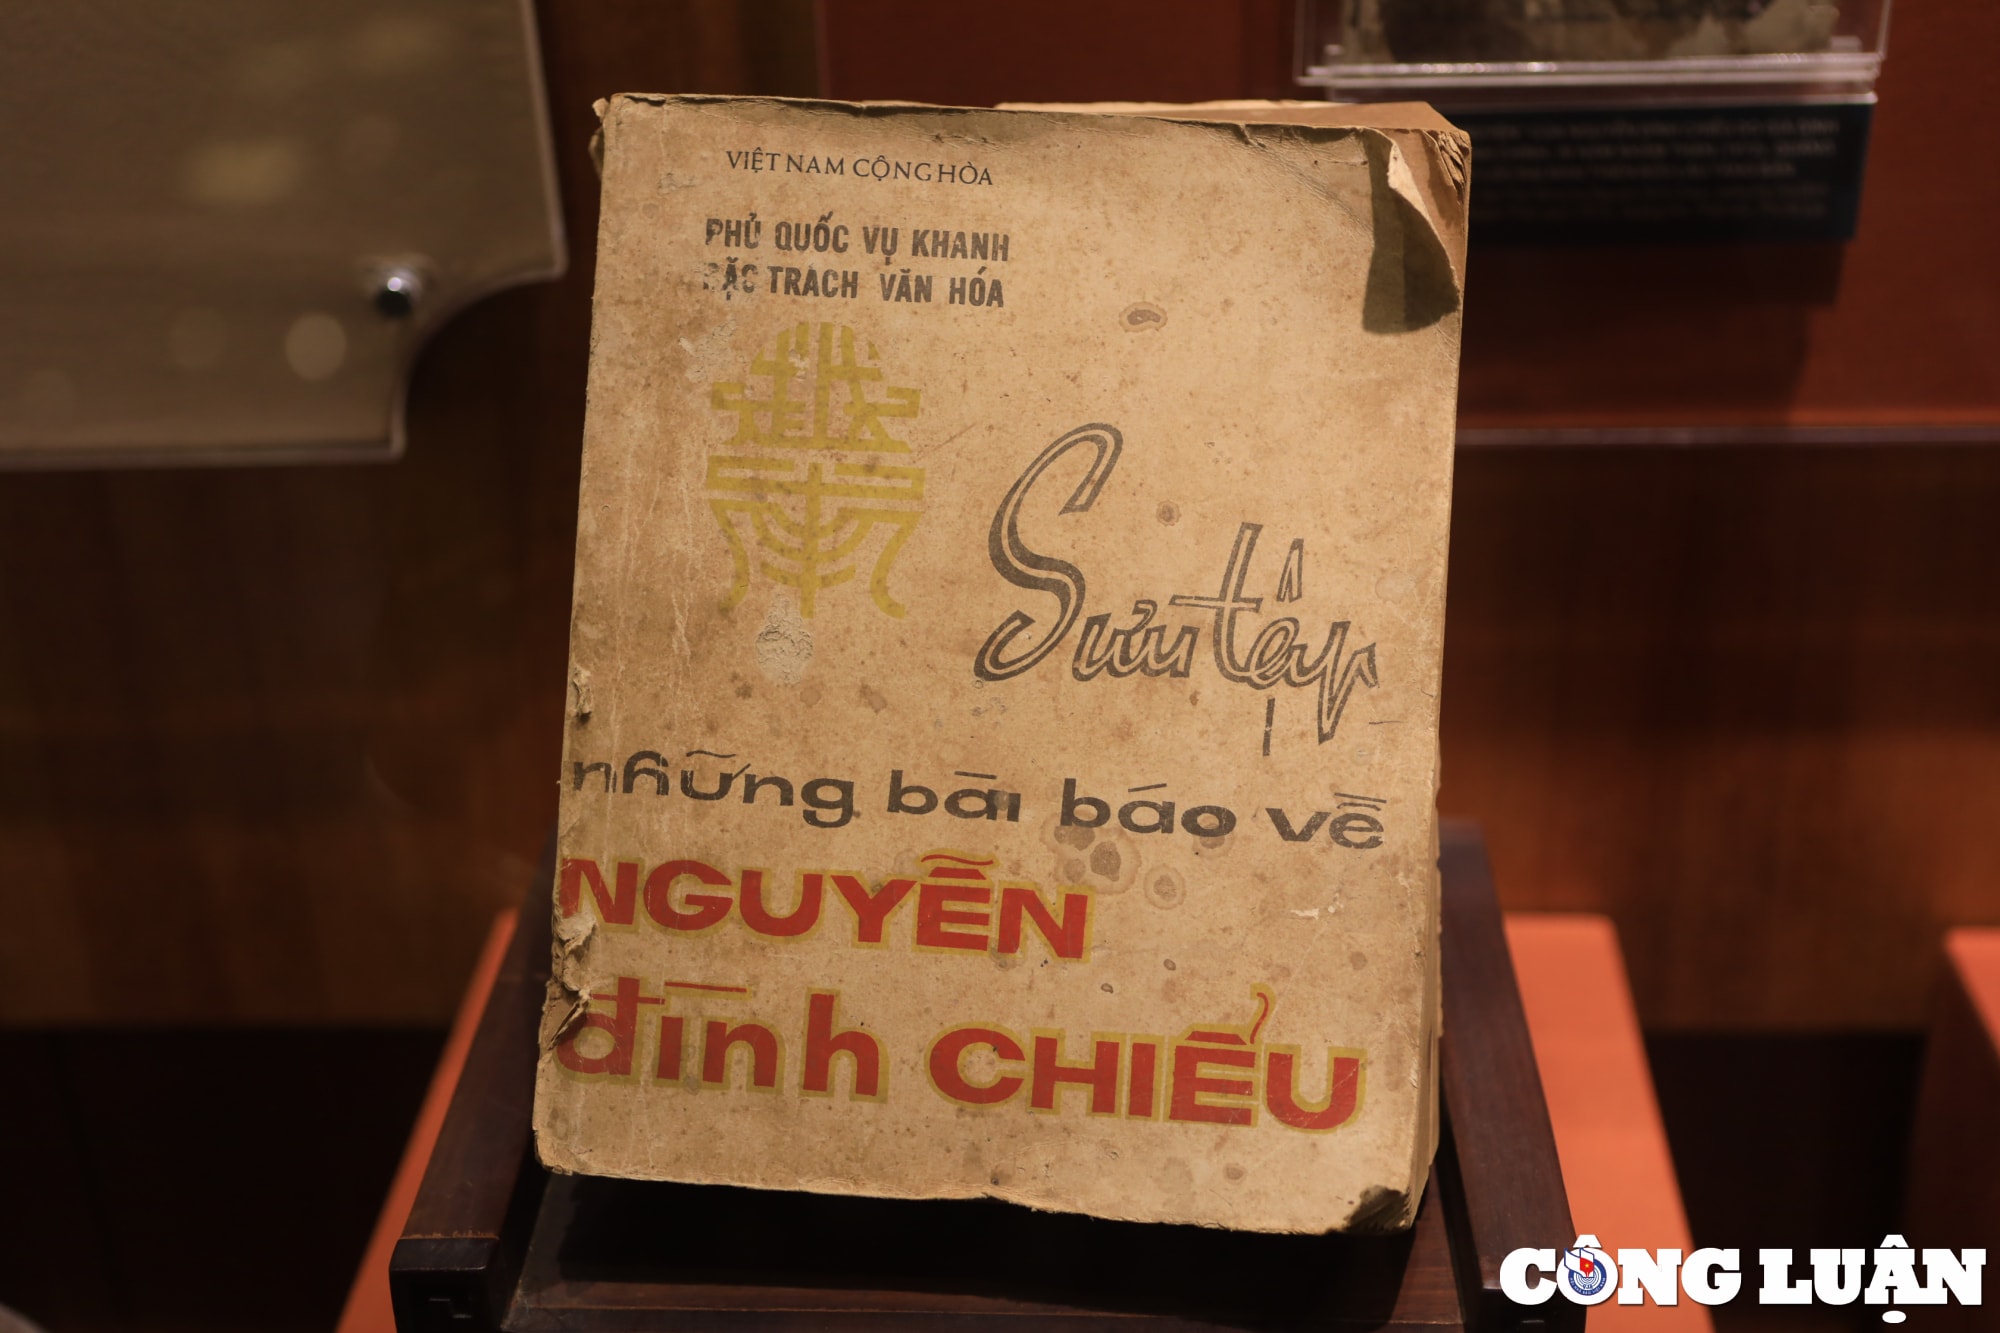 VIỆT NAM CỘNG HÒA
PHỦ QUỐC VỤ KHANH
ĐẶC TRÁCH VĂN HÓA
Sưu tập
những bài báo về
NGUYỄN
đình CHIỂU
CÔNG LUẬN